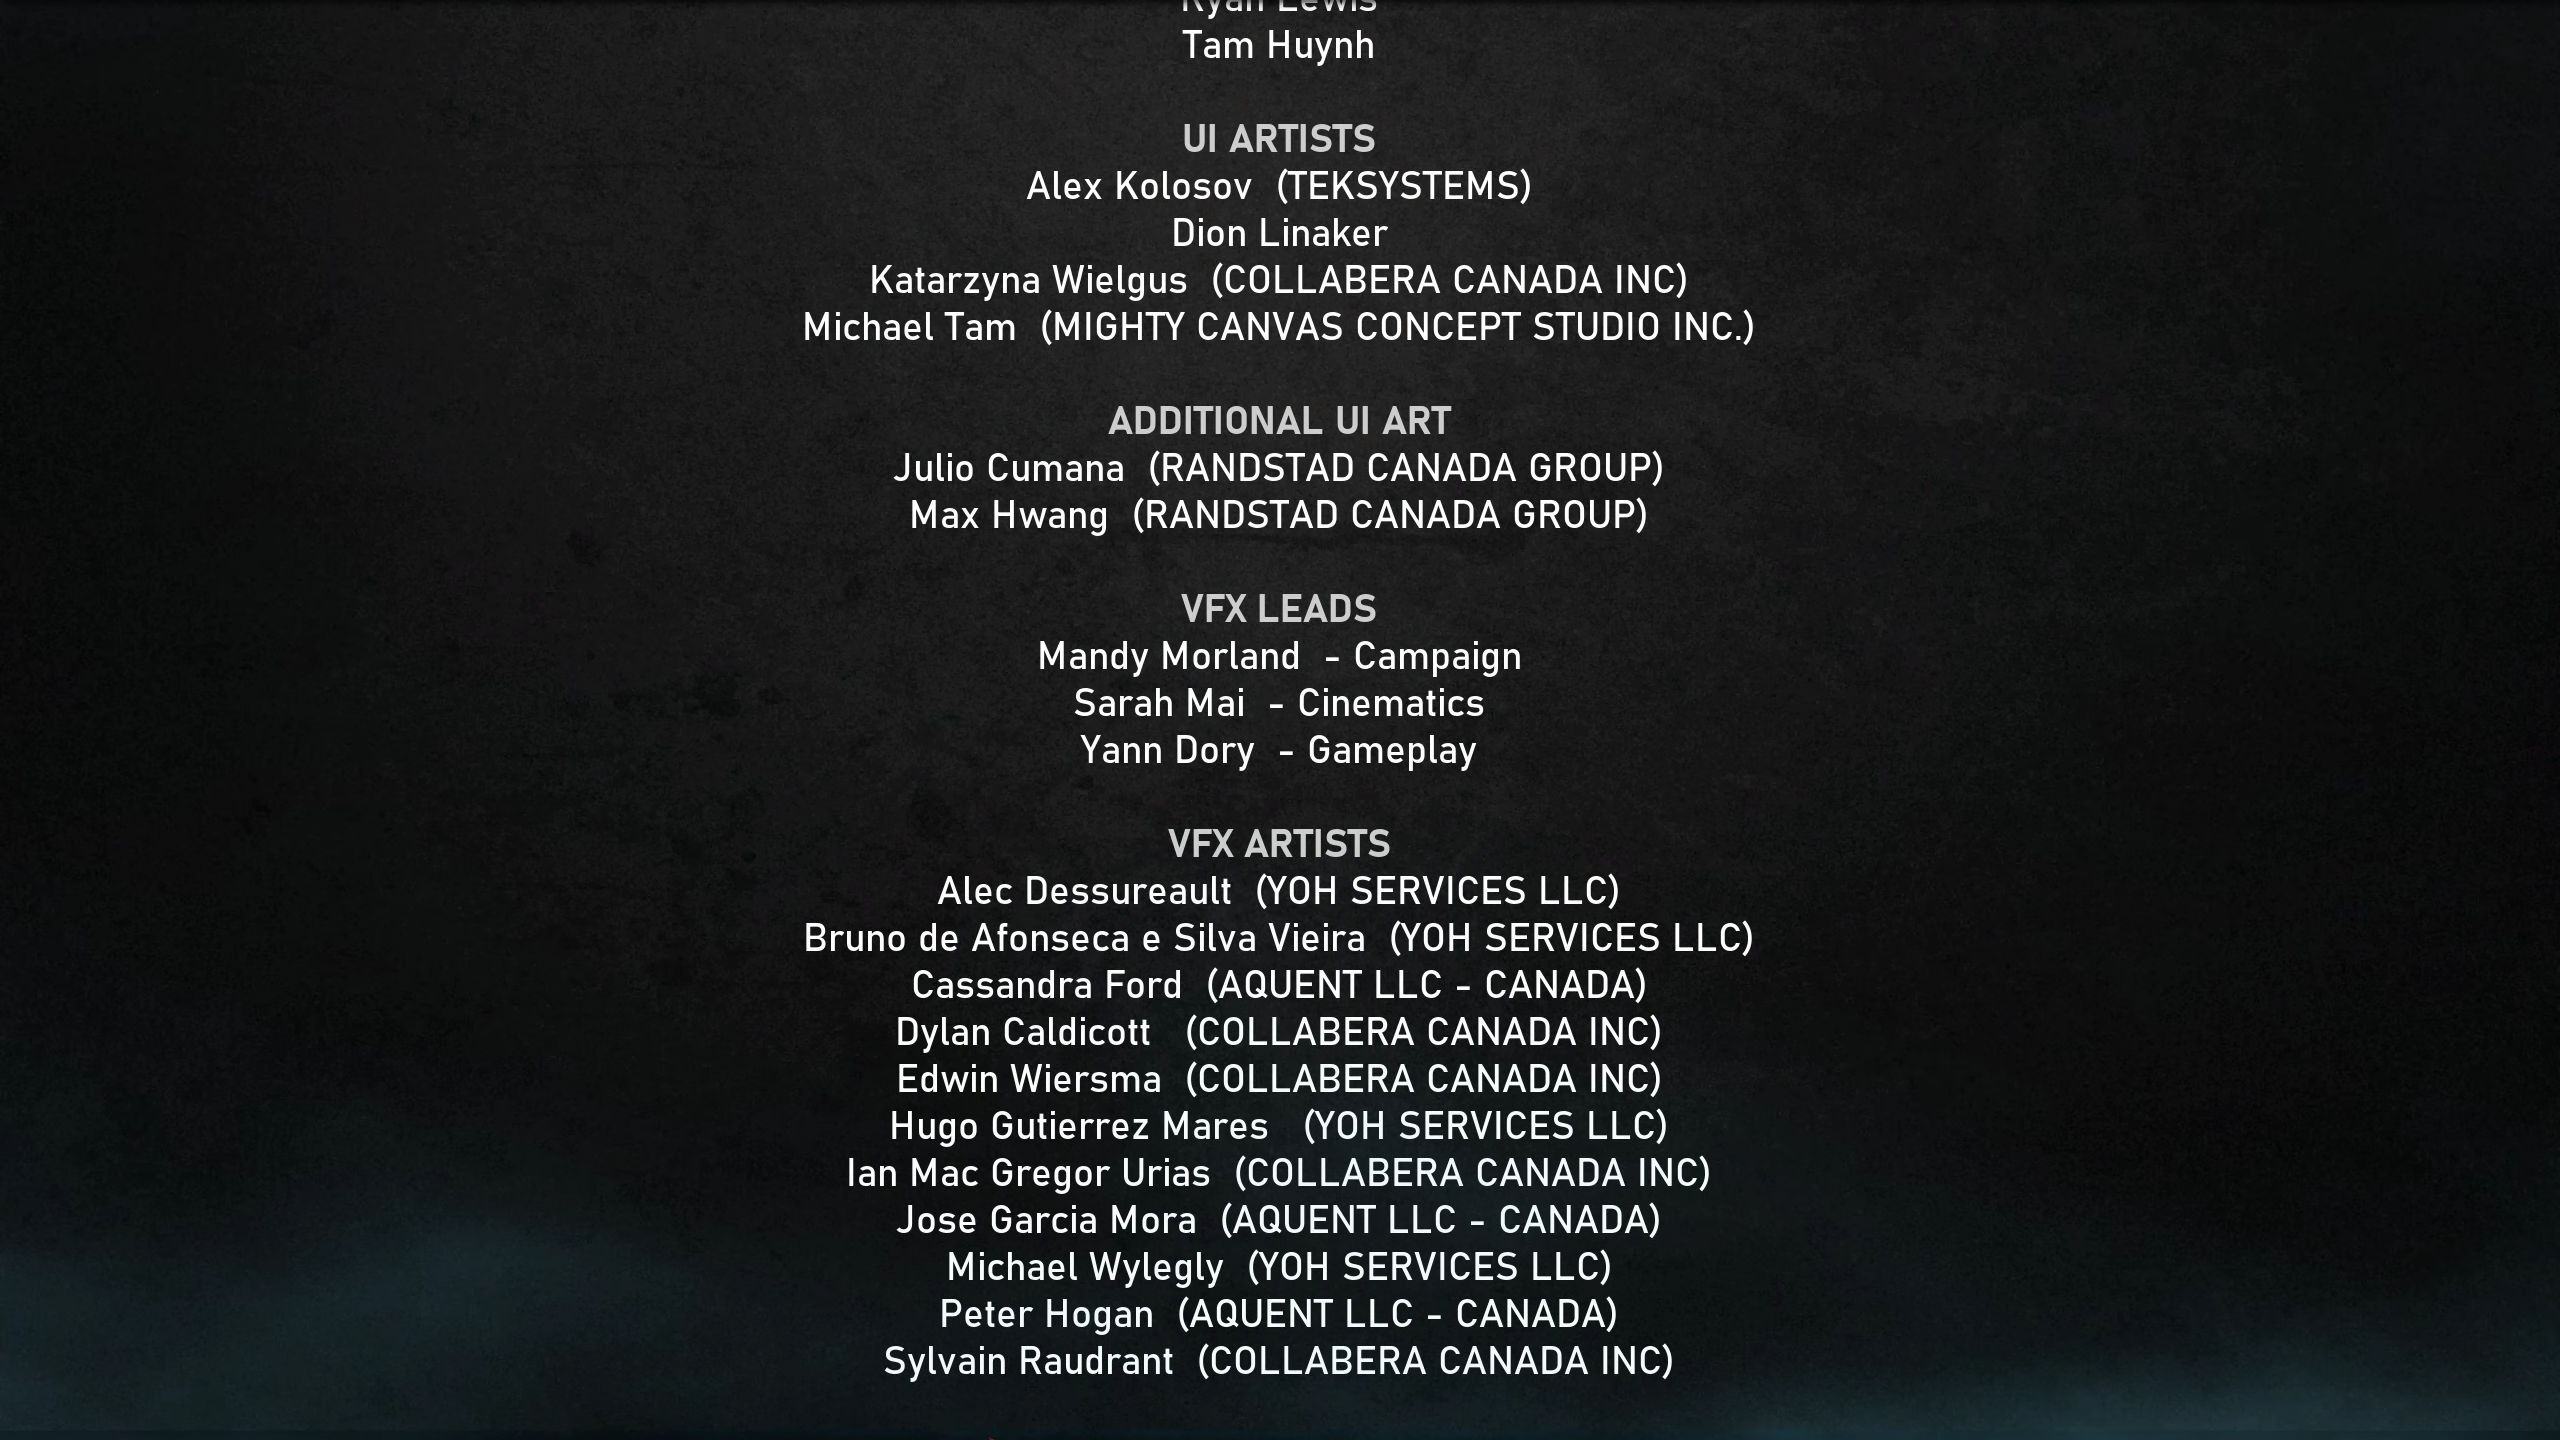 Ryan Lewis
Tam Huynh
UI ARTISTS
Alex Kolosov (TEKSYSTEMS)
Dion Linaker
Katarzyna Wielgus (COLLABERA CANADA INC)
Michael Tam (MIGHTY CANVAS CONCEPT STUDIO INC.)
ADDITIONAL UI ART
Julio Cumana (RANDSTAD CANADA GROUP)
Max Hwang (RANDSTAD CANADA GROUP)
VFX LEADS
Mandy Morland - Campaign
Sarah Mai - Cinematics
Yann Dory - Gameplay
VFX ARTISTS
Alec Dessureault (YOH SERVICES LLC)
Bruno de Afonseca e Silva Vieira (YOH SERVICES LLC)
Cassandra Ford (AQUENT LLC - CANADA)
Dylan Caldicott (COLLABERA CANADA INC)
Edwin Wiersma (COLLABERA CANADA INC)
Hugo Gutierrez Mares (YOH SERVICES LLC)
Ian Mac Gregor Urias (COLLABERA CANADA INC)
Jose Garcia Mora (AQUENT LLC - CANADA)
Michael Wylegly (YOH SERVICES LLC)
Peter Hogan (AQUENT LLC - CANADA)
Sylvain Raudrant (COLLABERA CANADA INC)